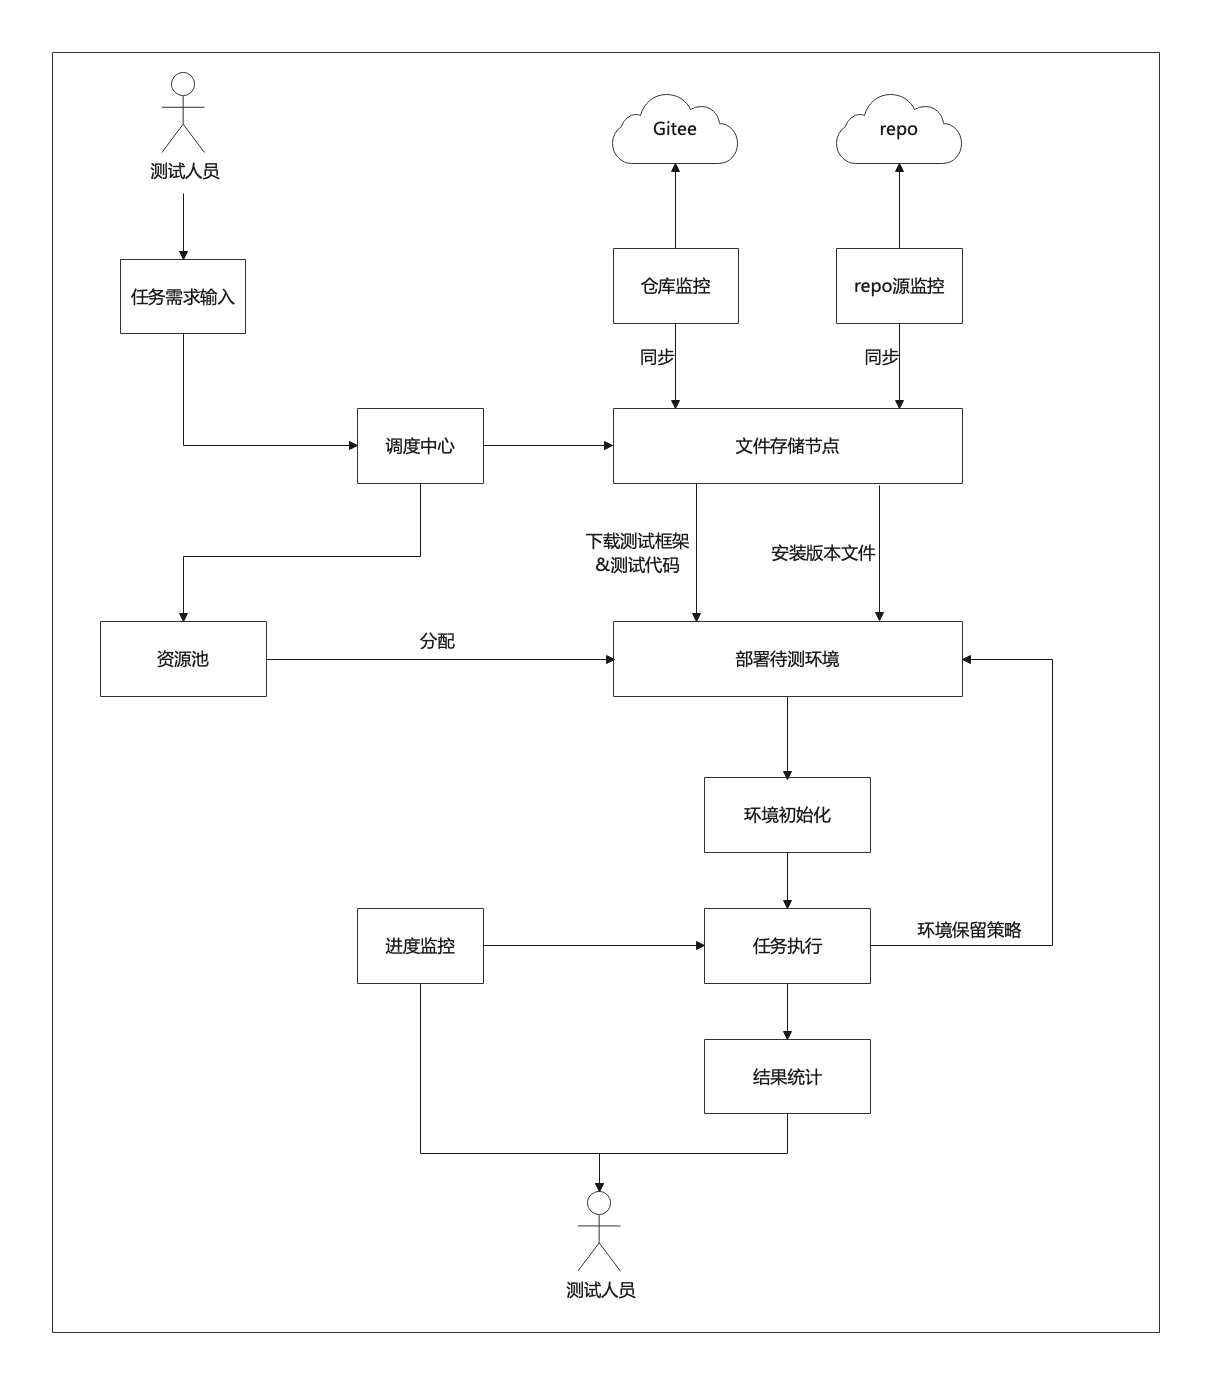 测试人员
Gitee
repo
任务需求输入
仓库监控
repo源监控
同步
同步
调度中心
文件存储节点
下载测试框架
&测试代码
安装版本文件
资源池
分配
部署待测环境
环境初始化
进度监控
任务执行
环境保留策略
结果统计
测试人员